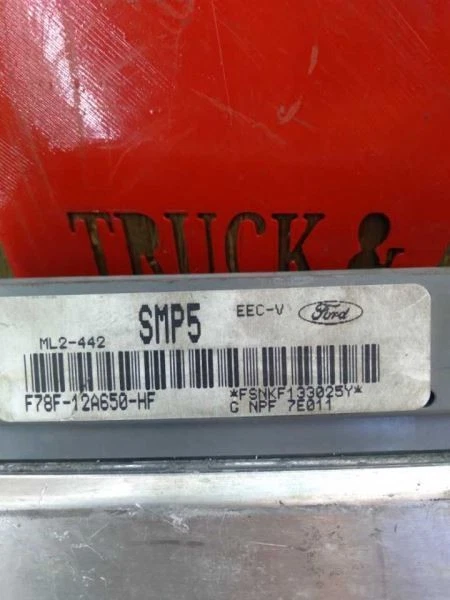 TRUCK &
ML2-442 SMP5 EEC-V Ford
F78F-12A650-HF *FSNKF133025Y*
G NPF 7E011